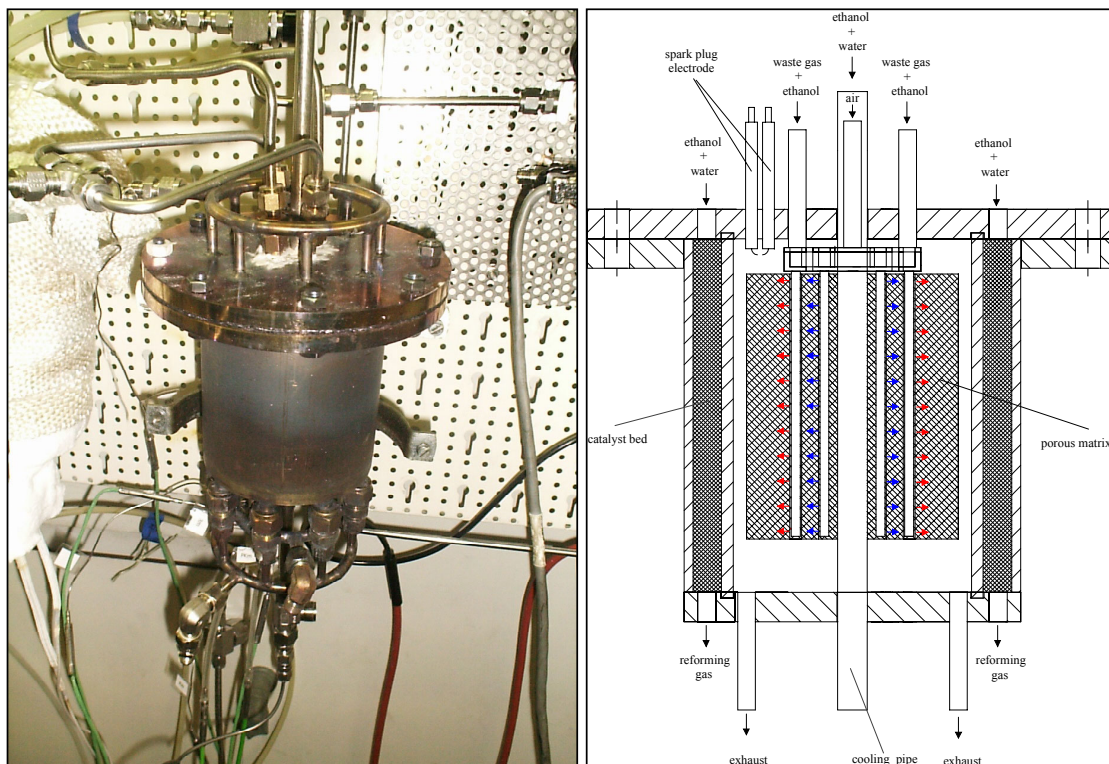 ethanol
+
water
spark plug
electrode
waste gas
+
ethanol
waste gas
+
ethanol
air
ethanol
+
water
ethanol
+
water
catalyst bed
porous matrix
reforming
gas
reforming
gas
exhaust
cooling pipe
exhaust